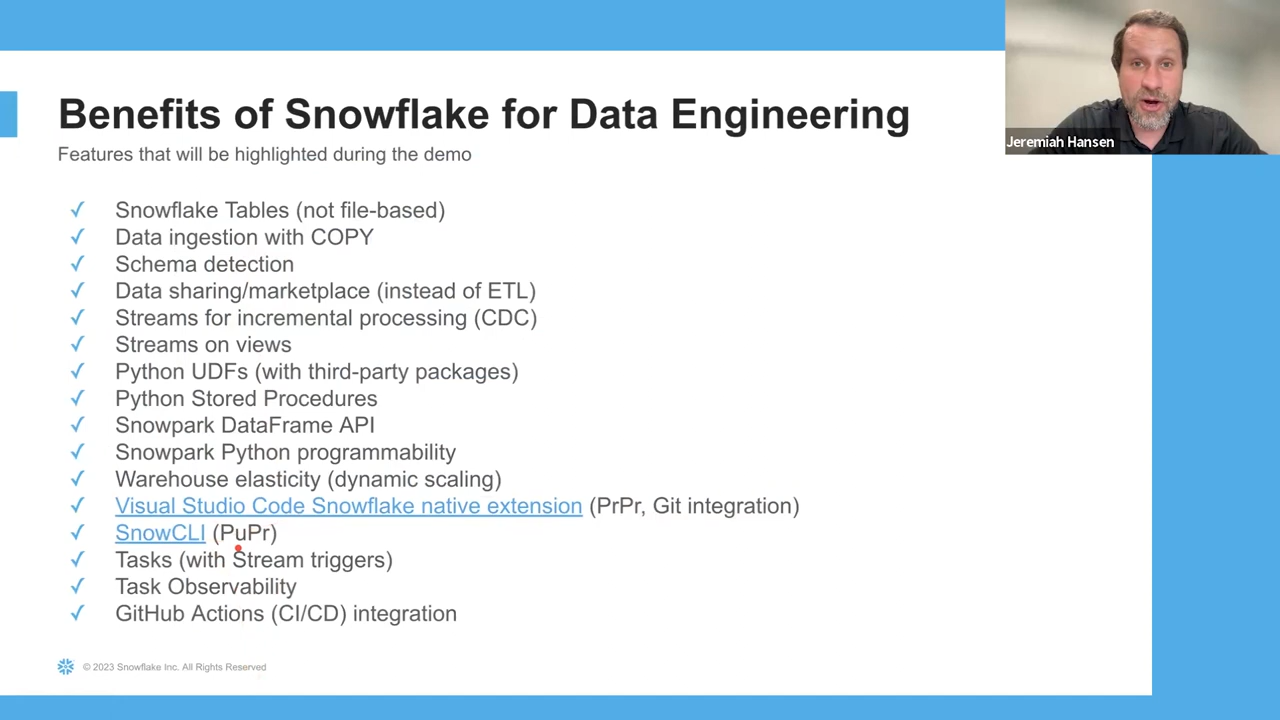 Benefits of Snowflake for Data Engineering
Features that will be highlighted during the demo
Jeremiah Hansen
✓ Snowflake Tables (not file-based)
✓ Data ingestion with COPY
✓ Schema detection
✓ Data sharing/marketplace (instead of ETL)
✓ Streams for incremental processing (CDC)
✓ Streams on views
✓ Python UDFs (with third-party packages)
✓ Python Stored Procedures
✓ Snowpark DataFrame API
✓ Snowpark Python programmability
✓ Warehouse elasticity (dynamic scaling)
✓ Visual Studio Code Snowflake native extension (PrPr, Git integration)
✓ SnowCLI (PuPr)
✓ Tasks (with Stream triggers)
✓ Task Observability
✓ GitHub Actions (CI/CD) integration
© 2023 Snowflake Inc. All Rights Reserved